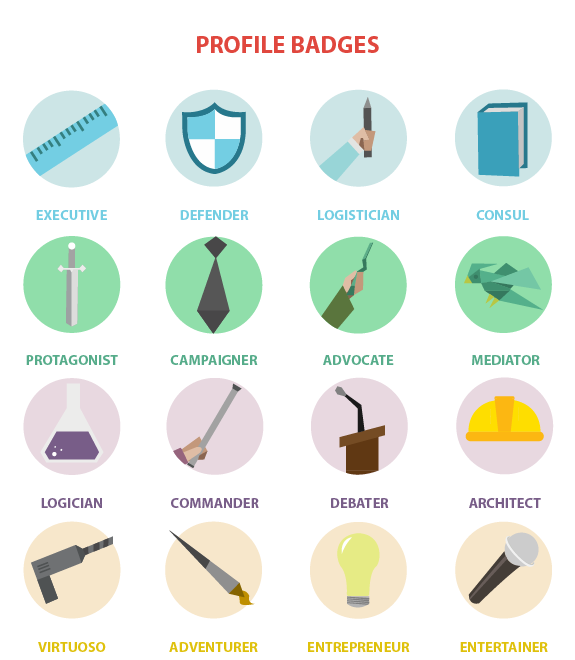 PROFILE BADGES
EXECUTIVE DEFENDER LOGISTICIAN CONSUL
PROTAGONIST CAMPAIGNER ADVOCATE MEDIATOR
LOGICIAN COMMANDER DEBATER ARCHITECT
VIRTUOSO ADVENTURER ENTREPRENEUR ENTERTAINER